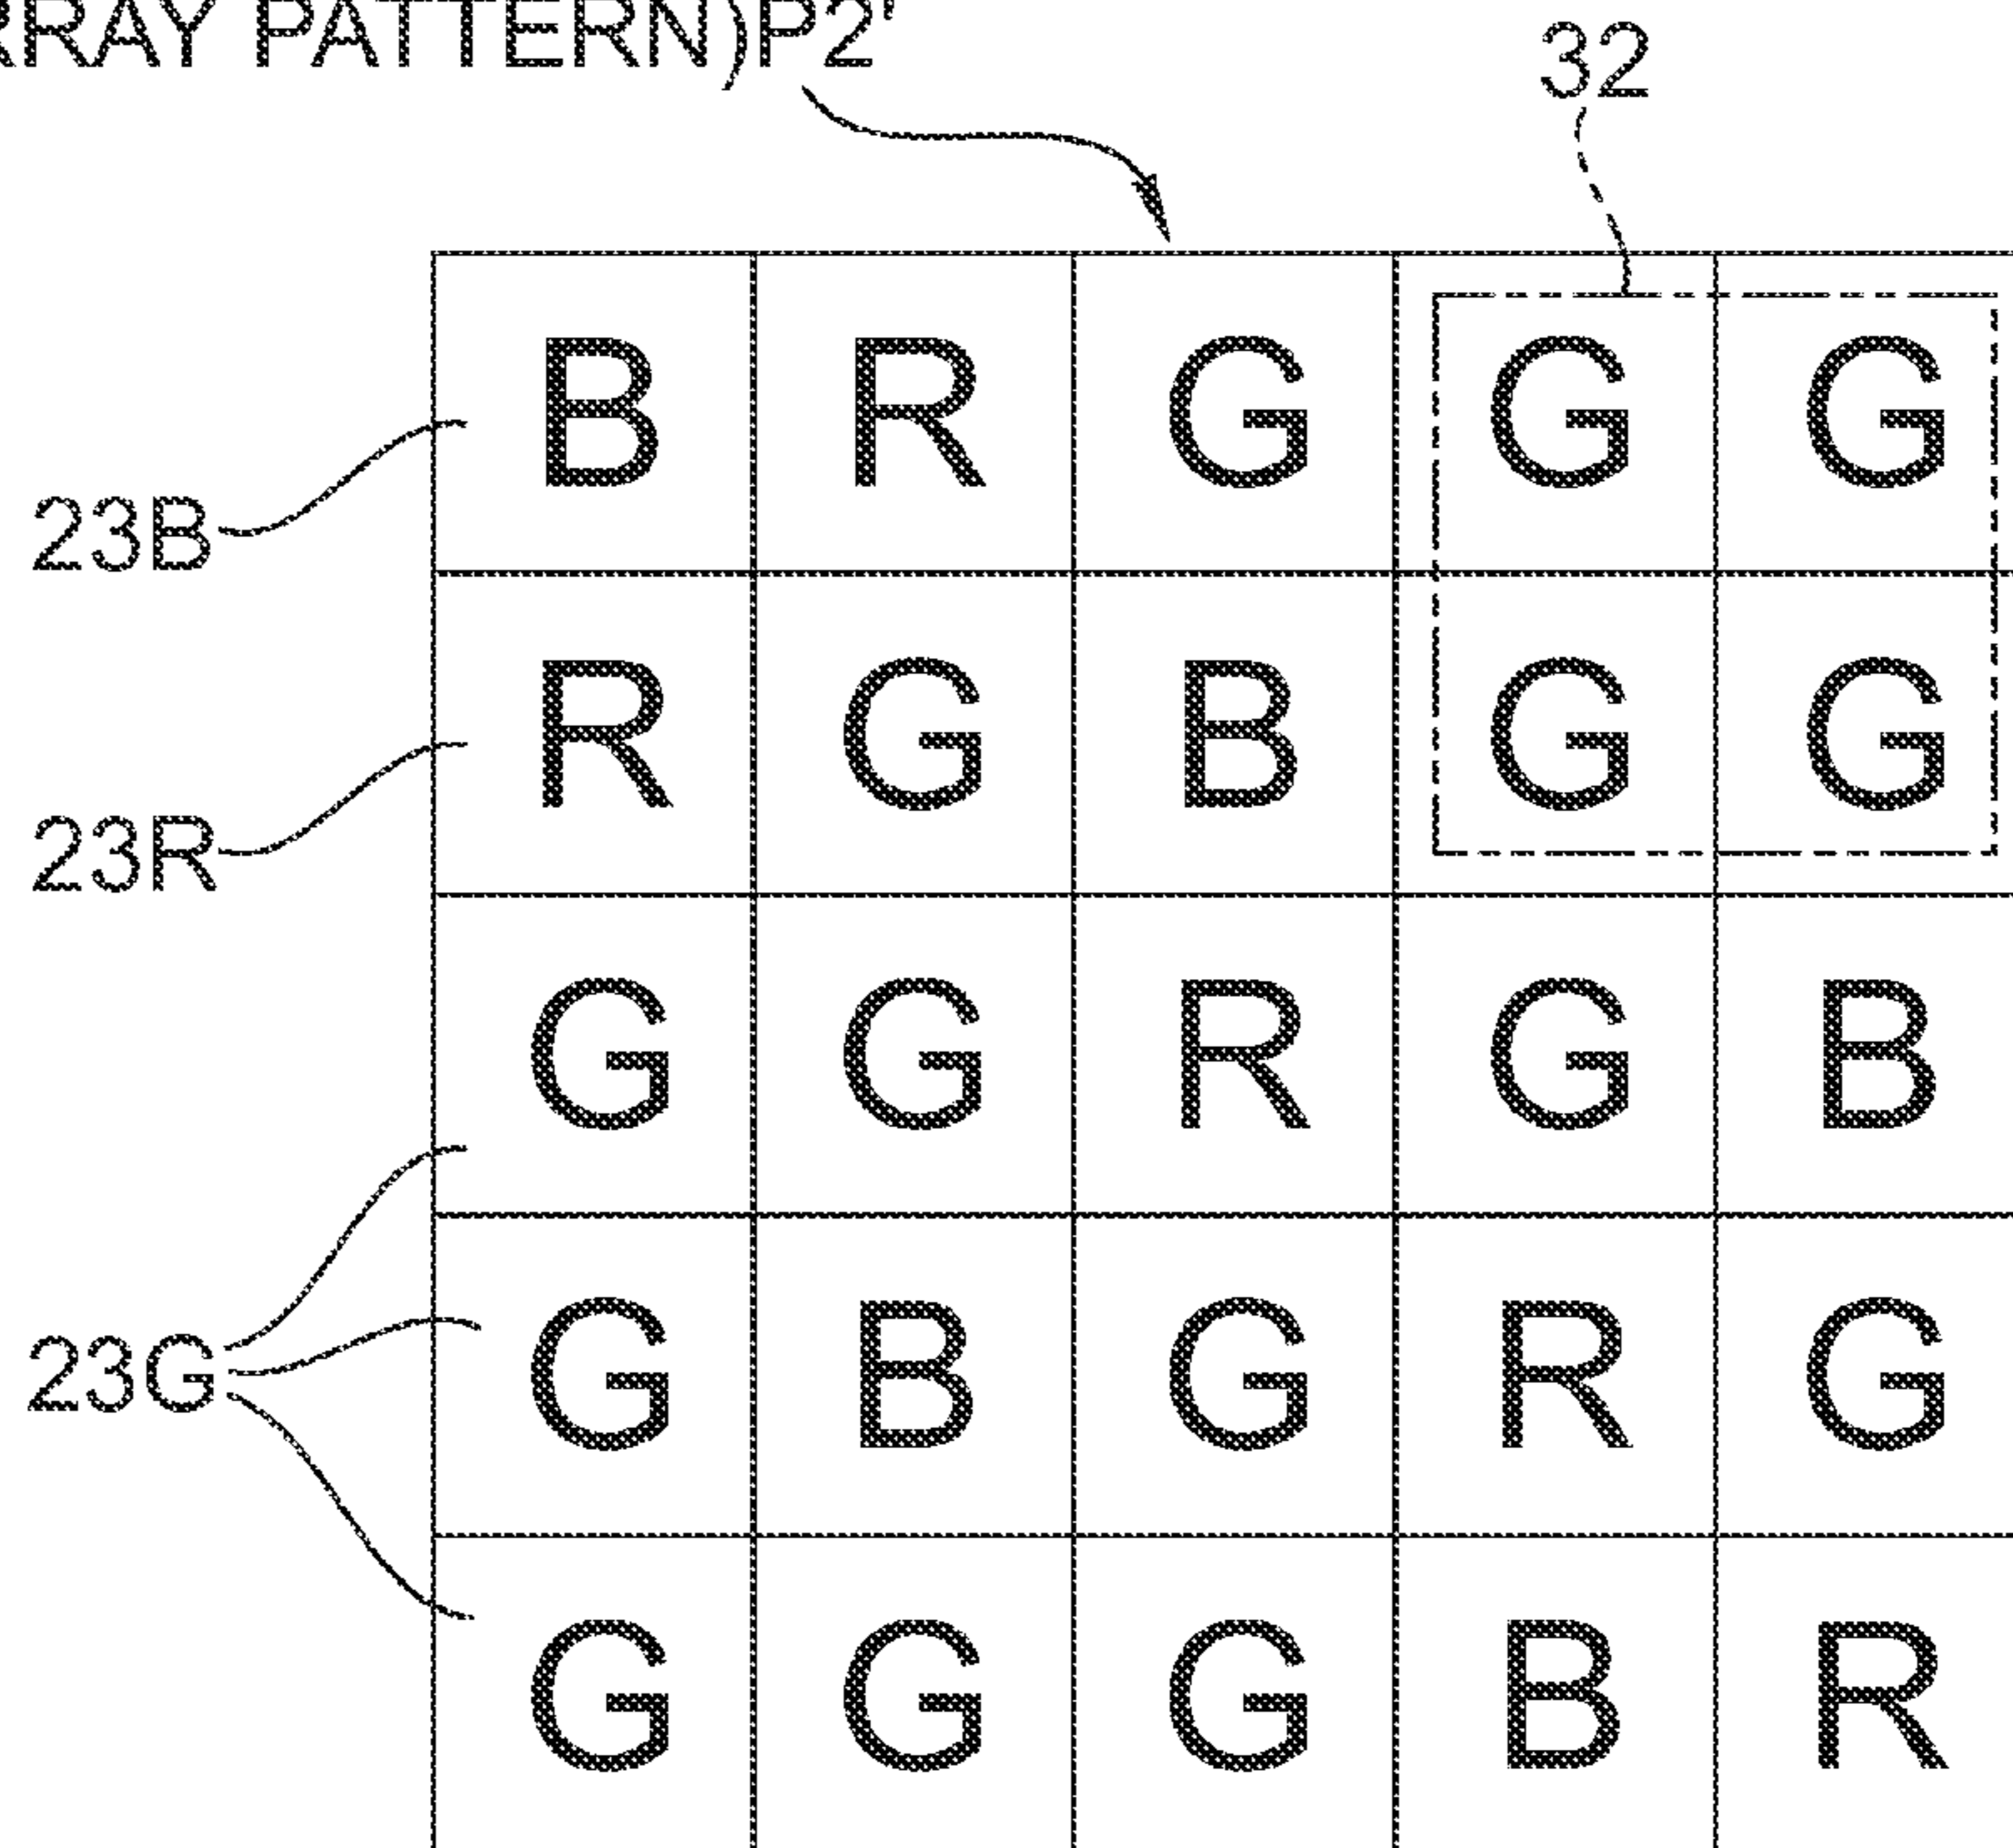 RRAY PATTERN)P2'
32
B R G G G
23B
R G B G G
23R
G G R G B
23G
G B G R G
G G G B R